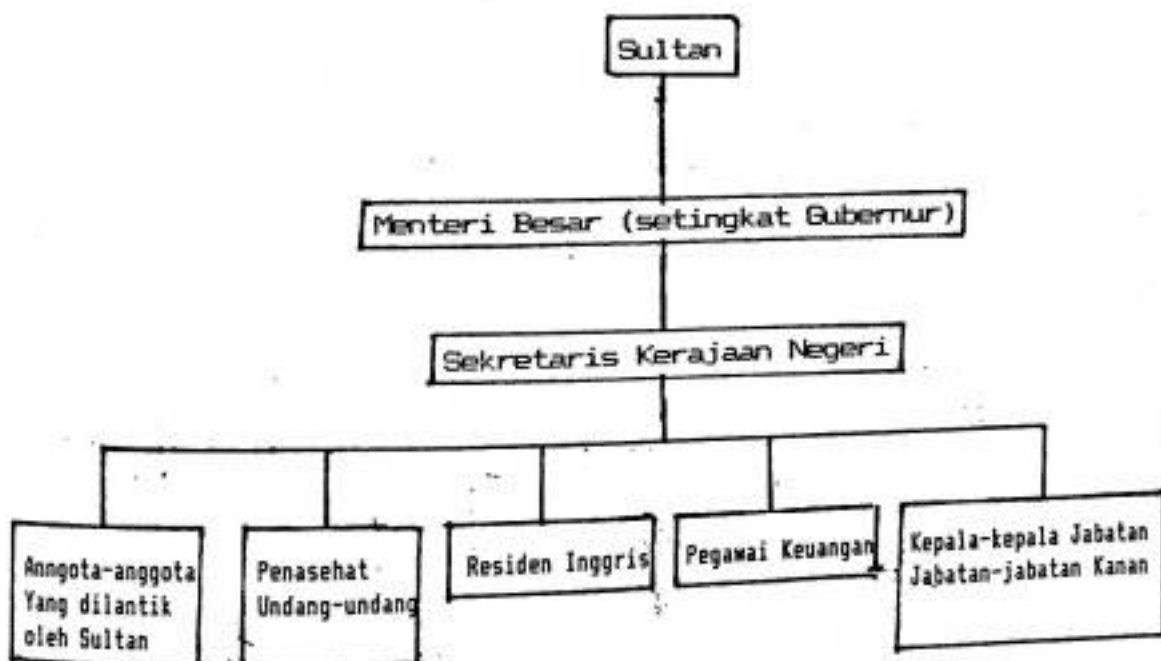 Sultan
Menteri Besar (setingkat Gubernur)
Sekretaris Kerajaan Negeri
Anngota-anggota
Yang dilantik
oleh Sultan
Penasehat
Undang-undang
Residen Inggris
Pegawai Keuangan
Kepala-kepala Jabatan
Jabatan-jabatan Kanan